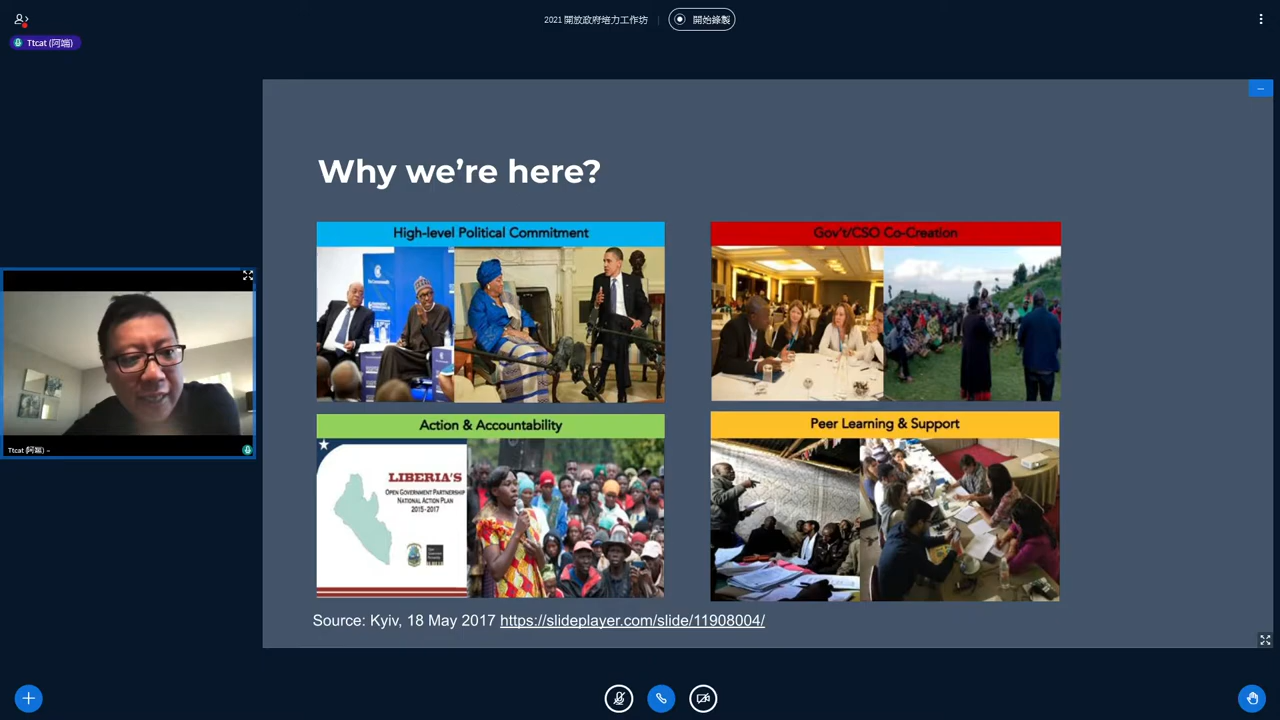 2021 開放政府培力工作坊
開始錄製
Ttcat (阿端)
Why we're here?
High-level Political Commitment
Gov't/CSO Co-Creation
Action & Accountability
Peer Learning & Support
LIBERIA'S
OPEN GOVERNMENT PARTNERSHIP
NATIONAL ACTION PLAN
2015-2017
Ttcat (阿端)
Source: Kyiv, 18 May 2017 https://slideplayer.com/slide/11908004/